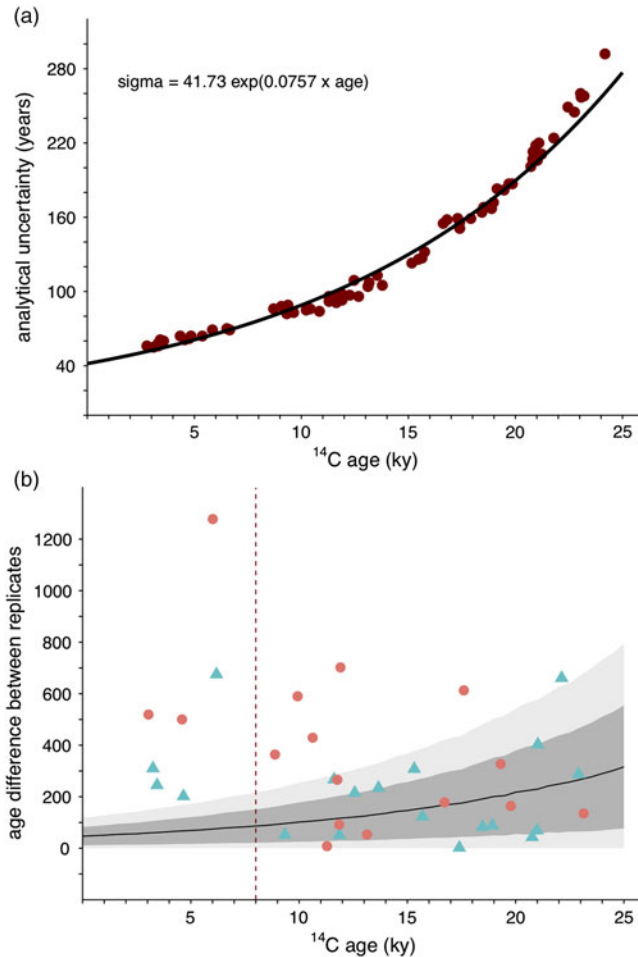 (a)
280
220
160
100
40
analytical uncertainty (years)
sigma = 41.73 exp(0.0757 x age)
5 10 15 20 25
¹⁴C age (ky)
(b)
1200
1000
800
600
400
200
0
age difference between replicates
5 10 15 20 25
¹⁴C age (ky)